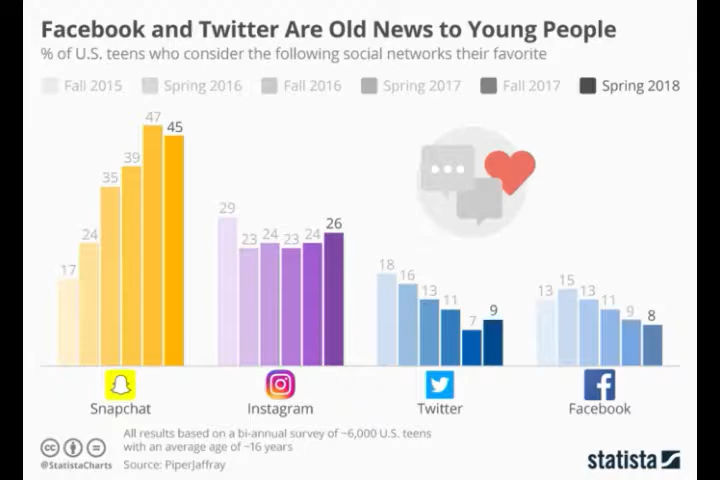 Facebook and Twitter Are Old News to Young People
% of U.S. teens who consider the following social networks their favorite
Fall 2015 Spring 2016 Fall 2016 Spring 2017 Fall 2017 Spring 2018
17 24 35 39 47 45
29 23 24 23 24 26
18 16 13 11 7 9
13 15 13 11 9 8
Snapchat Instagram Twitter Facebook
All results based on a bi-annual survey of ~6,000 U.S. teens
with an average age of ~16 years
@StatistaCharts Source: PiperJaffray
cc
statista